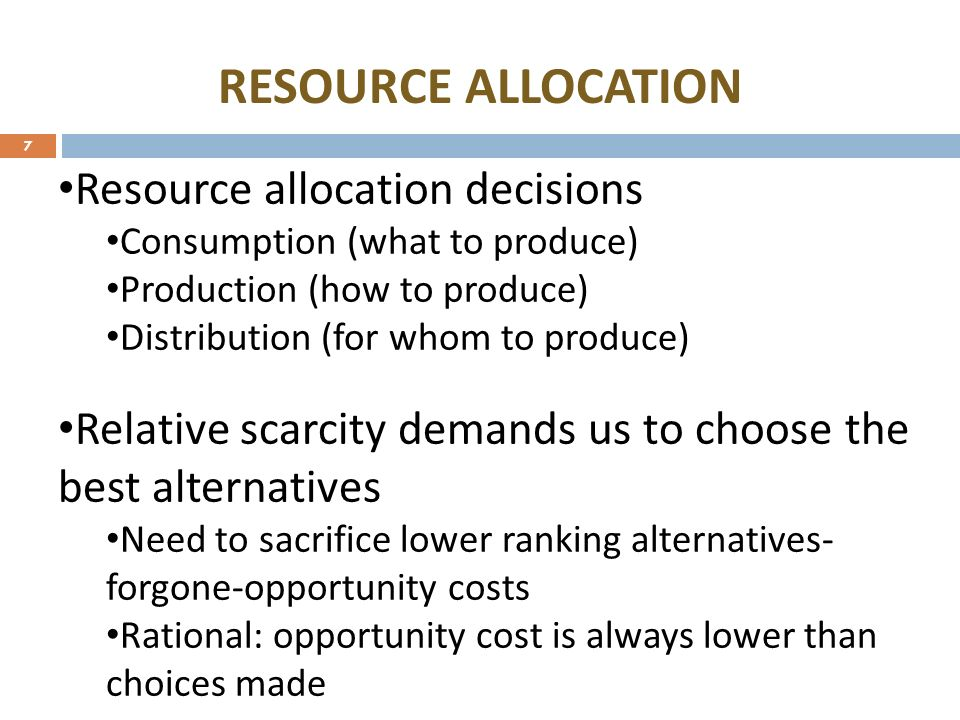 RESOURCE ALLOCATION
7
•Resource allocation decisions
•Consumption (what to produce)
•Production (how to produce)
•Distribution (for whom to produce)
•Relative scarcity demands us to choose the
best alternatives
•Need to sacrifice lower ranking alternatives-
forgone-opportunity costs
•Rational: opportunity cost is always lower than
choices made